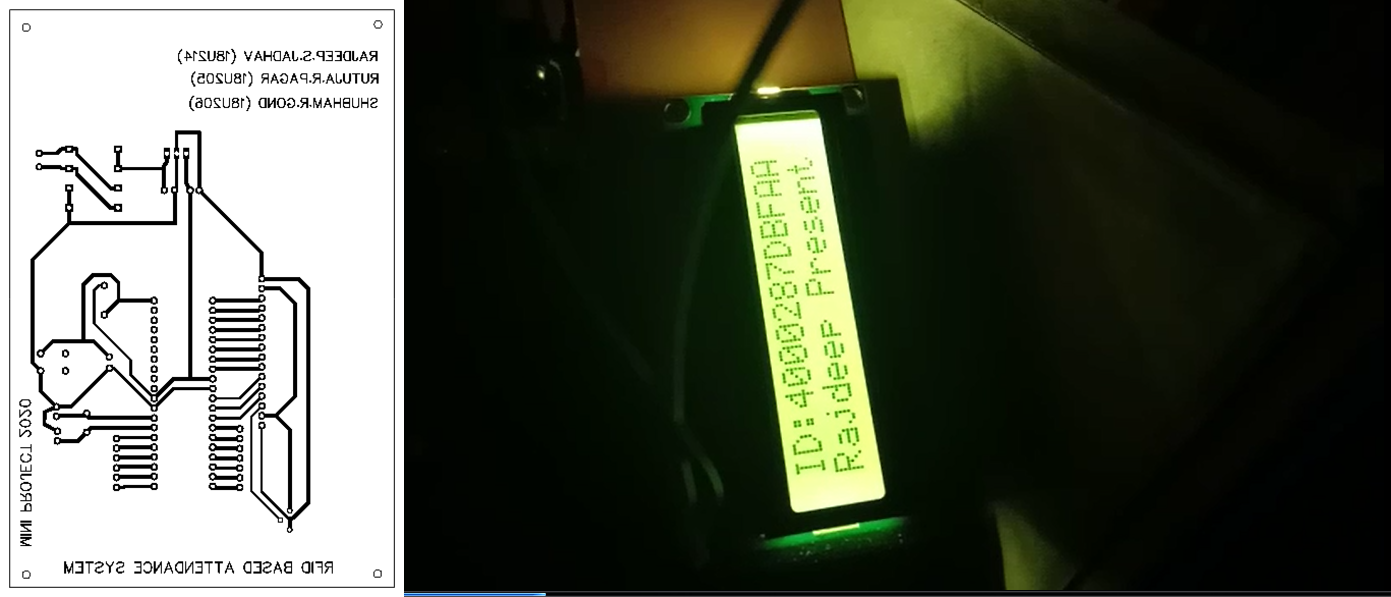 RAJDEEP.S.JADHAV (18U214)
RUTUJA.R.PAGAR (18U205)
SHUBHAM.R.GOND (18U206)
MINI PROJECT 2020
RFID BASED ATTENDANCE SYSTEM
ID:4000287DBFAA
Rajdeep Present